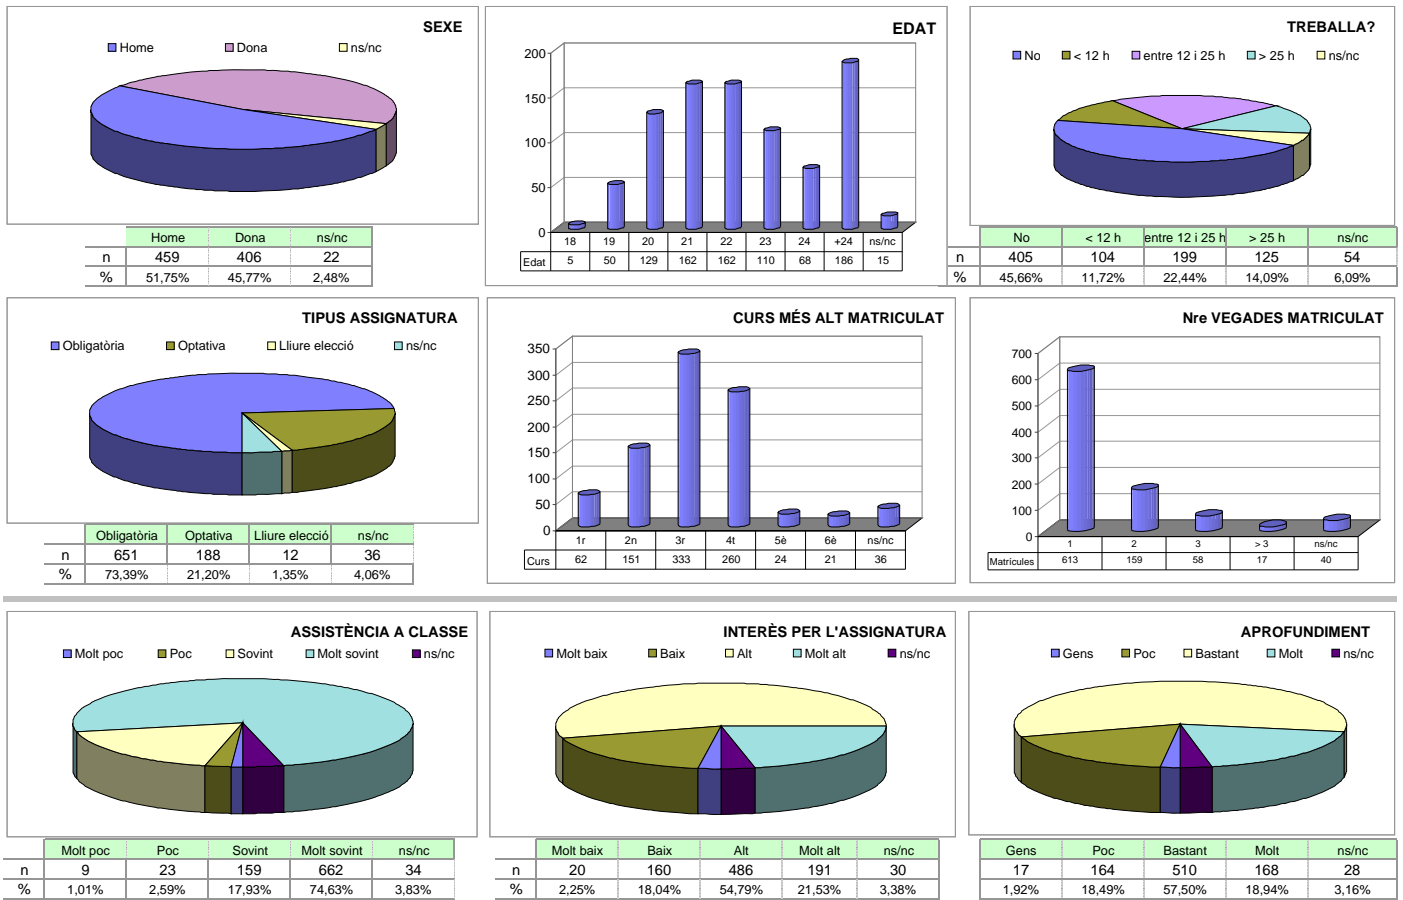 SEXE
Home Dona ns/nc
Home Dona ns/nc
n 459 406 22
% 51,75% 45,77% 2,48%
EDAT
200
150
100
50
0
18 19 20 21 22 23 24 +24 ns/nc
Edat 5 50 129 162 162 110 68 186 15
TREBALLA?
No < 12 h entre 12 i 25 h > 25 h ns/nc
No < 12 h entre 12 i 25 h > 25 h ns/nc
n 405 104 199 125 54
% 45,66% 11,72% 22,44% 14,09% 6,09%
TIPUS ASSIGNATURA
Obligatòria Optativa Lliure elecció ns/nc
Obligatòria Optativa Lliure elecció ns/nc
n 651 188 12 36
% 73,39% 21,20% 1,35% 4,06%
CURS MÉS ALT MATRICULAT
350
300
250
200
150
100
50
0
1r 2n 3r 4t 5è 6è ns/nc
Curs 62 151 333 260 24 21 36
Nre VEGADES MATRICULAT
700
600
500
400
300
200
100
0
1 2 3 > 3 ns/nc
Matrícules 613 159 58 17 40
ASSISTÈNCIA A CLASSE
Molt poc Poc Sovint Molt sovint ns/nc
Molt poc Poc Sovint Molt sovint ns/nc
n 9 23 159 662 34
% 1,01% 2,59% 17,93% 74,63% 3,83%
INTERÈS PER L'ASSIGNATURA
Molt baix Baix Alt Molt alt ns/nc
Molt baix Baix Alt Molt alt ns/nc
n 20 160 486 191 30
% 2,25% 18,04% 54,79% 21,53% 3,38%
APROFUNDIMENT
Gens Poc Bastant Molt ns/nc
Gens Poc Bastant Molt ns/nc
17 164 510 168 28
1,92% 18,49% 57,50% 18,94% 3,16%